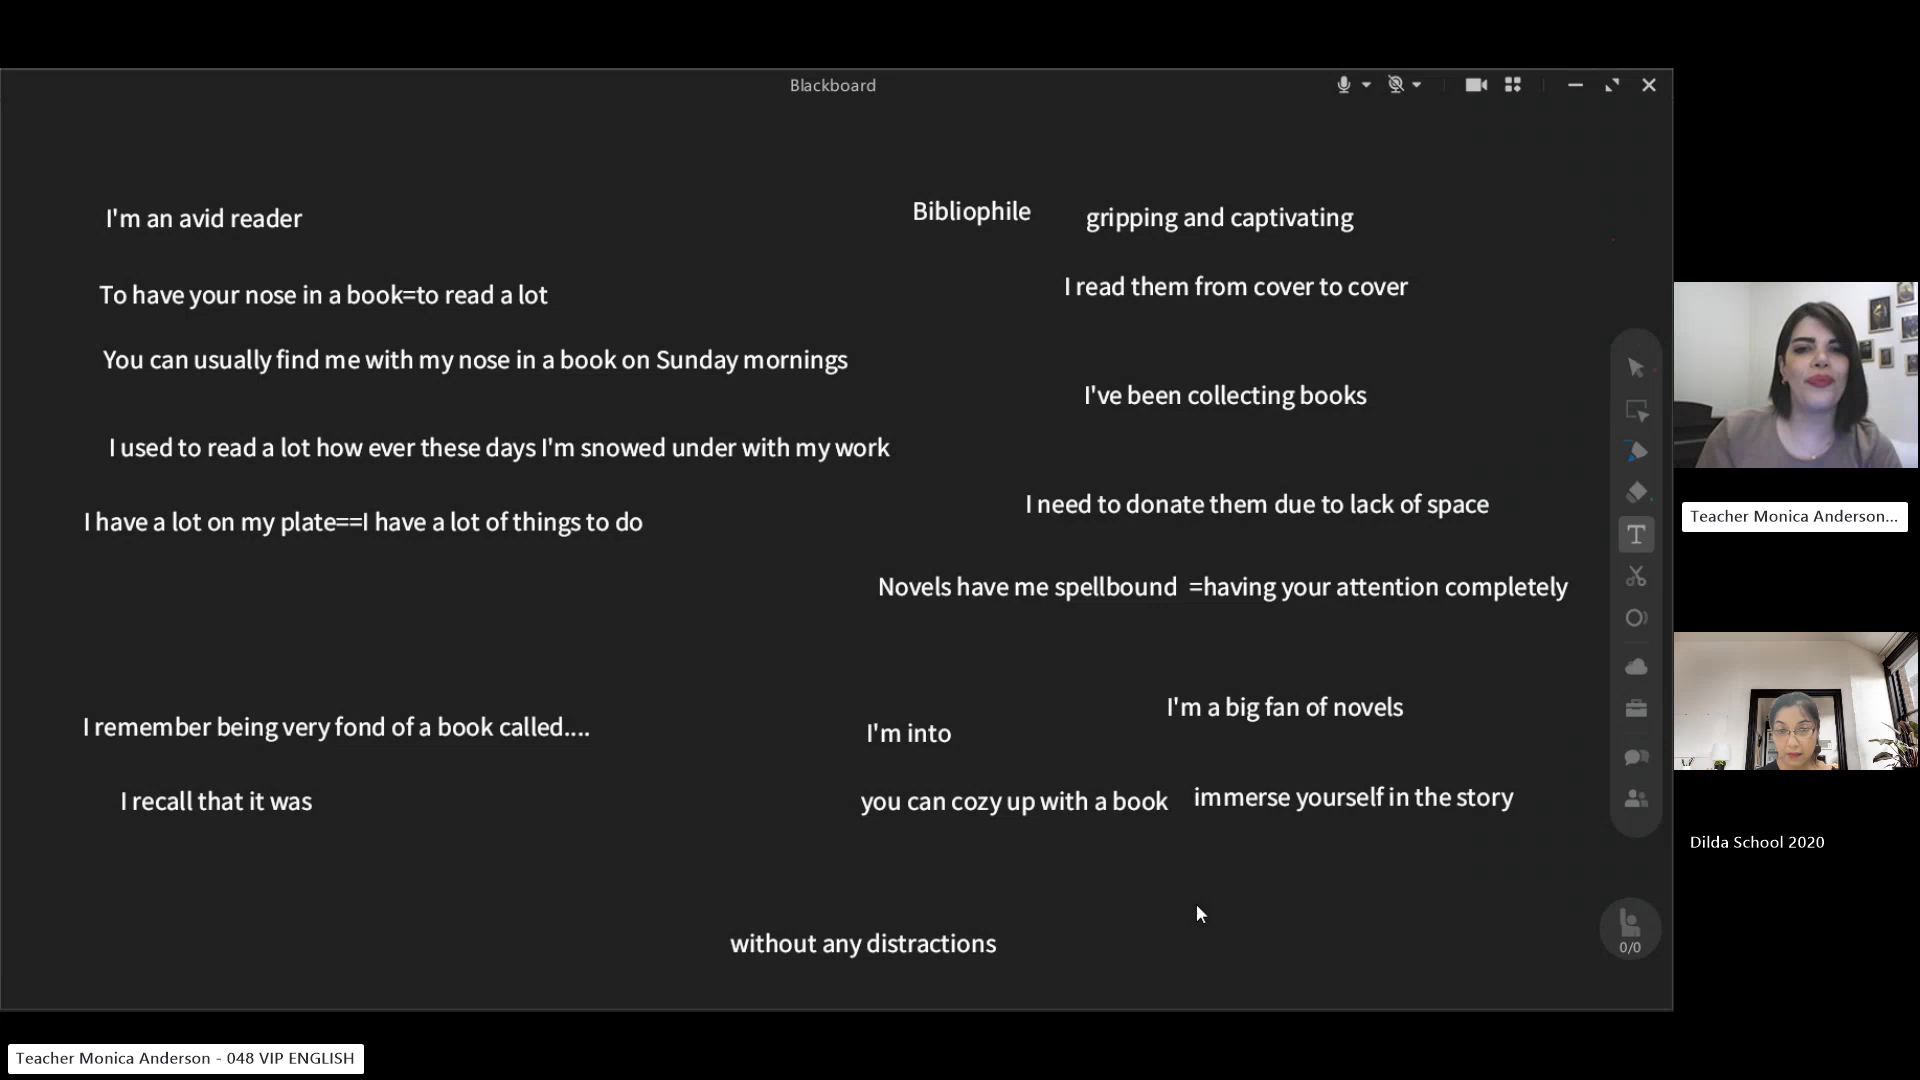 Blackboard
I'm an avid reader
Bibliophile
gripping and captivating
I read them from cover to cover
To have your nose in a book=to read a lot
You can usually find me with my nose in a book on Sunday mornings
I've been collecting books
I used to read a lot how ever these days I'm snowed under with my work
I need to donate them due to lack of space
I have a lot on my plate==I have a lot of things to do
Novels have me spellbound =having your attention completely
I remember being very fond of a book called....
I'm into
I'm a big fan of novels
I recall that it was
you can cozy up with a book
immerse yourself in the story
without any distractions
T
0/0
Teacher Monica Anderson...
Dilda School 2020
Teacher Monica Anderson - 048 VIP ENGLISH